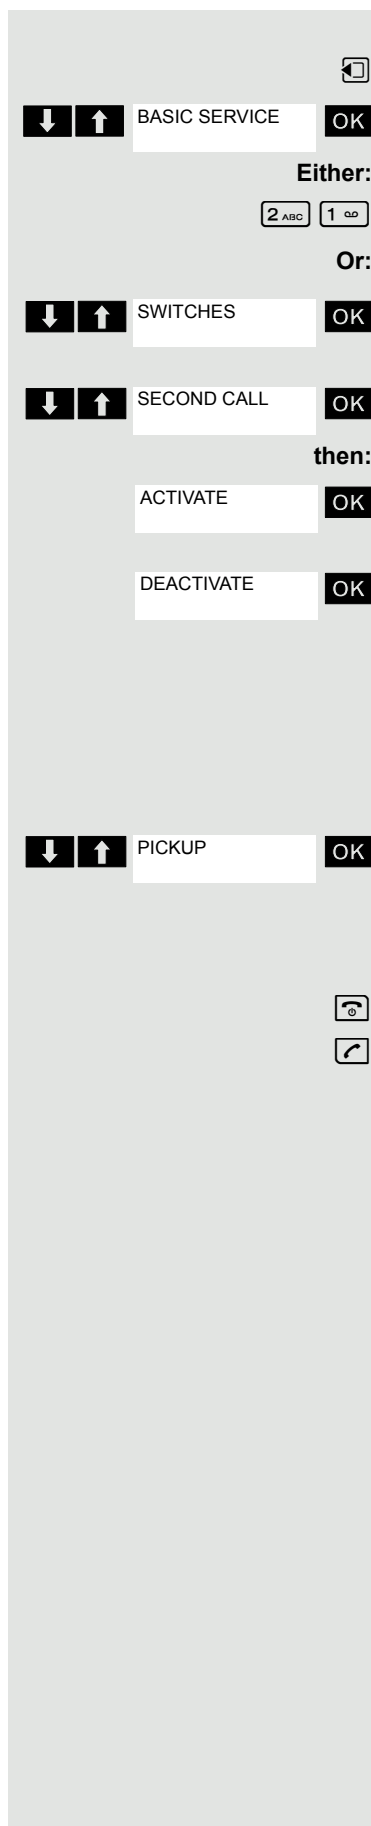 BASIC SERVICE OK
Either:
2 ABC 1
Or:
SWITCHES OK
SECOND CALL OK
then:
ACTIVATE OK
DEACTIVATE OK
PICKUP OK